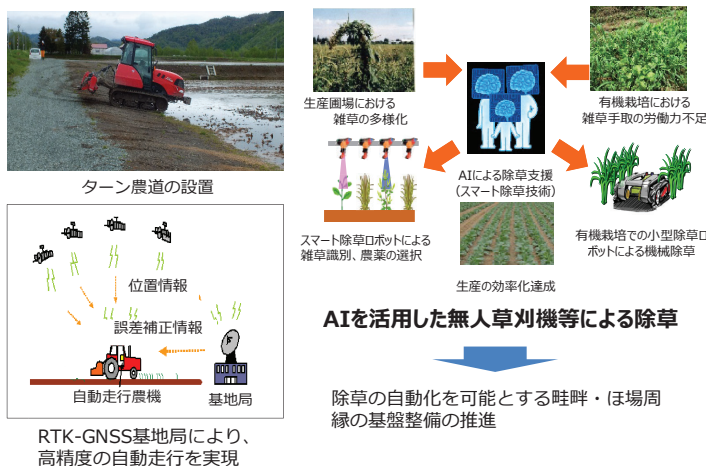 ターン農道の設置
位置情報
誤差補正情報
自動走行農機
基地局
RTK-GNSS基地局により、
高精度の自動走行を実現
生産圃場における
雑草の多様化
有機栽培における
雑草手取の労働力不足
AIによる除草支援
（スマート除草技術）
スマート除草ロボットによる
雑草識別、農薬の選択
有機栽培での小型除草ロ
ボットによる機械除草
生産の効率化達成
AIを活用した無人草刈機等による除草
除草の自動化を可能とする畦畔・ほ場周
縁の基盤整備の推進